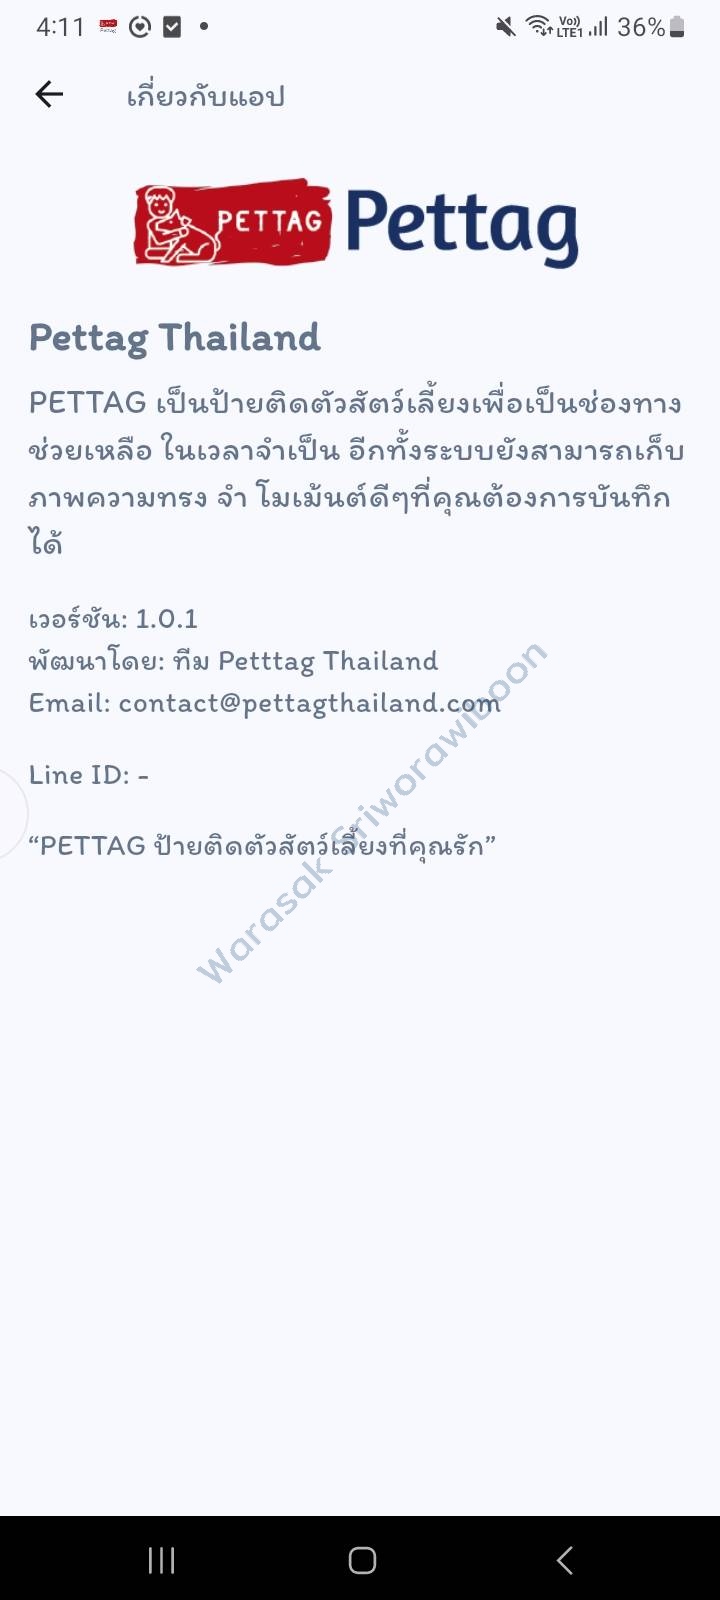 4:11 Vo)) LTE1 36%
เกี่ยวกับแอป
PETTAG Pettag
Pettag Thailand
PETTAG เป็นป้ายติดตัวสัตว์เลี้ยงเพื่อเป็นช่องทาง
ช่วยเหลือ ในเวลาจำเป็น อีกทั้งระบบยังสามารถเก็บ
ภาพความทรง จำ โมเม้นต์ดีๆที่คุณต้องการบันทึก
ได้
เวอร์ชัน: 1.0.1
พัฒนาโดย: ทีม Petttag Thailand
Email: contact@pettagthailand.com
Line ID: -
“PETTAG ป้ายติดตัวสัตว์เลี้ยงที่คุณรัก”
Warasak Sriworawiboon